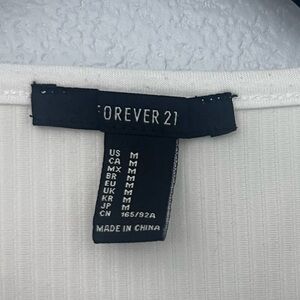 FOREVER 21
US M
CA M
MX M
BR M
EU M
UK M
KR M
JP M
CN 165/92A
MADE IN CHINA